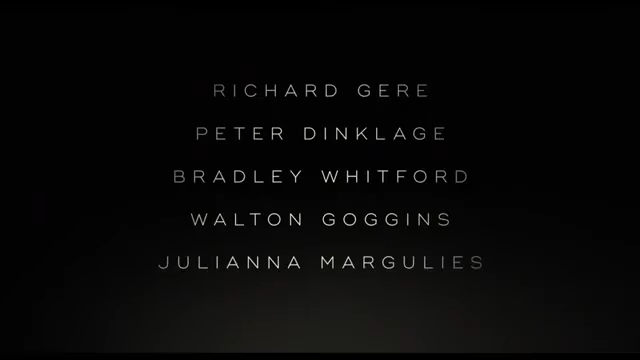 RICHARD GERE
PETER DINKLAGE
BRADLEY WHITFORD
WALTON GOGGINS
JULIANNA MARGULIES